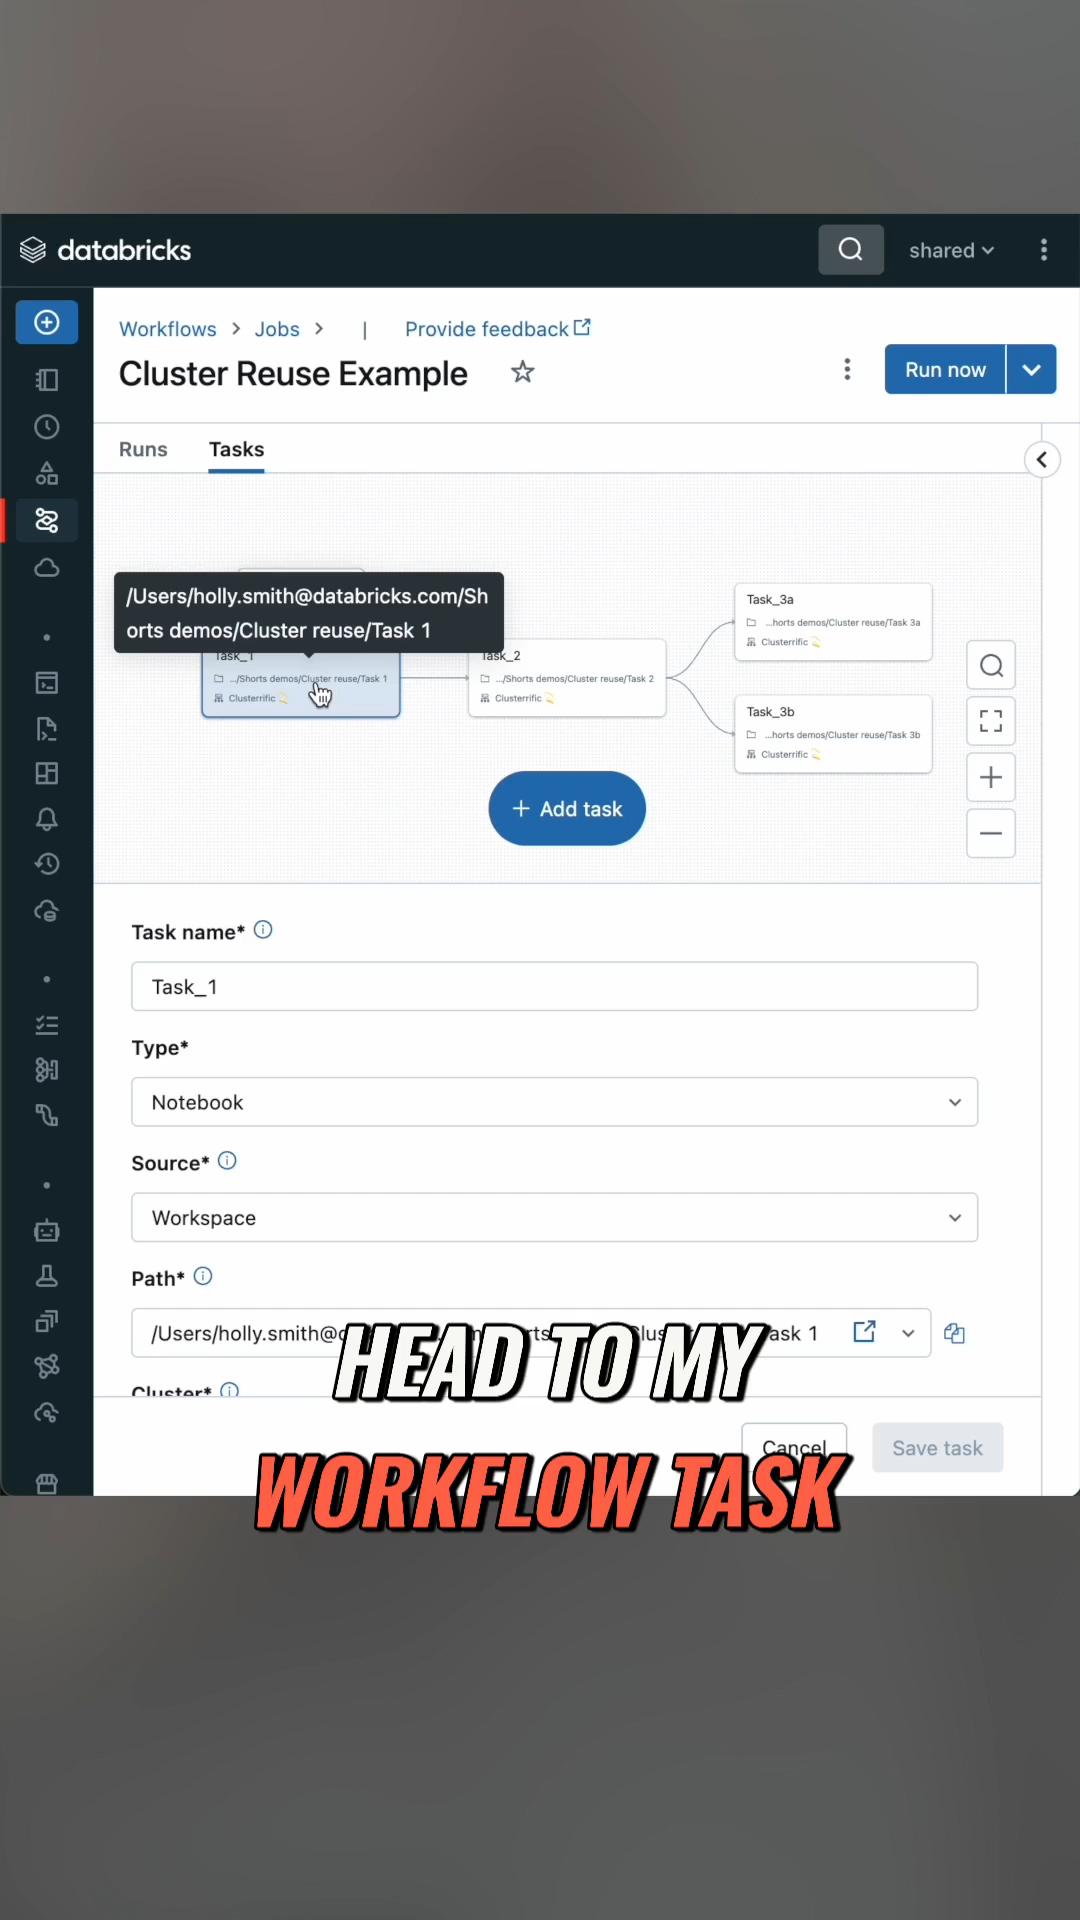 databricks
shared
Workflows > Jobs > | Provide feedback
Cluster Reuse Example
Run now
Runs
Tasks
/Users/holly.smith@databricks.com/Sh
orts demos/Cluster reuse/Task 1
Task_1
.../Shorts demos/Cluster reuse/Task 1
Clusterrific
Task_2
.../Shorts demos/Cluster reuse/Task 2
Clusterrific
Task_3a
...horts demos/Cluster reuse/Task 3a
Clusterrific
Task_3b
...horts demos/Cluster reuse/Task 3b
Clusterrific
+ Add task
Task name*
Task_1
Type*
Notebook
Source*
Workspace
Path*
/Users/holly.smith@ ask 1
Cluster*
HEAD TO MY
Cancel
Save task
WORKFLOW TASK